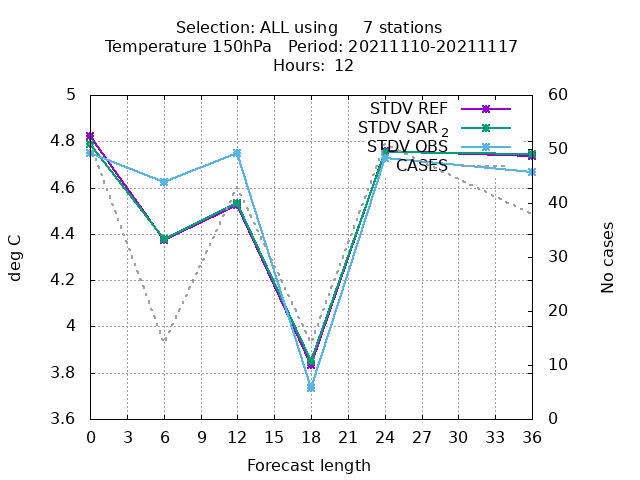 Selection: ALL using     7 stations
Temperature 150hPa   Period: 20211110-20211117
Hours: 12
5
4.8
4.6
4.4
4.2
4
3.8
3.6
deg C
STDV REF
STDV SAR 2
STDV OBS
CASES
60
50
40
30
20
10
0
No cases
0 3 6 9 12 15 18 21 24 27 30 33 36
Forecast length